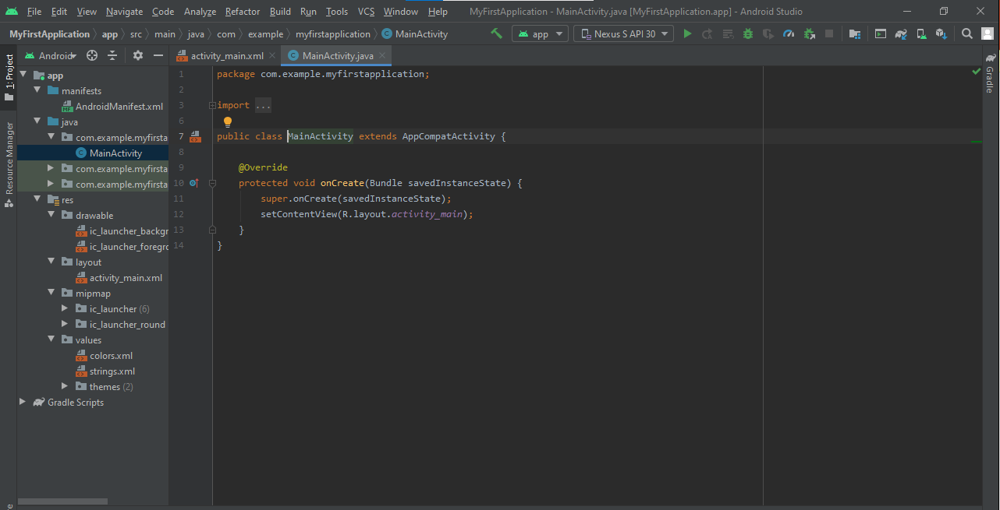 File Edit View Navigate Code Analyze Refactor Build Run Tools VCS Window Help MyFirstApplication - MainActivity.java [MyFirstApplication.app] - Android Studio
MyFirstApplication app src main java com example myfirstapplication MainActivity app Nexus S API 30
1: Project
Resource Manager
Android
app
manifests
AndroidManifest.xml
java
com.example.myfirsta
MainActivity
com.example.myfirsta
com.example.myfirsta
res
drawable
ic_launcher_backgr
ic_launcher_foregro
layout
activity_main.xml
mipmap
ic_launcher (6)
ic_launcher_round
values
colors.xml
strings.xml
themes (2)
Gradle Scripts
activity_main.xml MainActivity.java
1 package com.example.myfirstapplication;
2
3 import ...
6
7 public class MainActivity extends AppCompatActivity {
8
9 @Override
10 protected void onCreate(Bundle savedInstanceState) {
11 super.onCreate(savedInstanceState);
12 setContentView(R.layout.activity_main);
13 }
14 }
Gradle